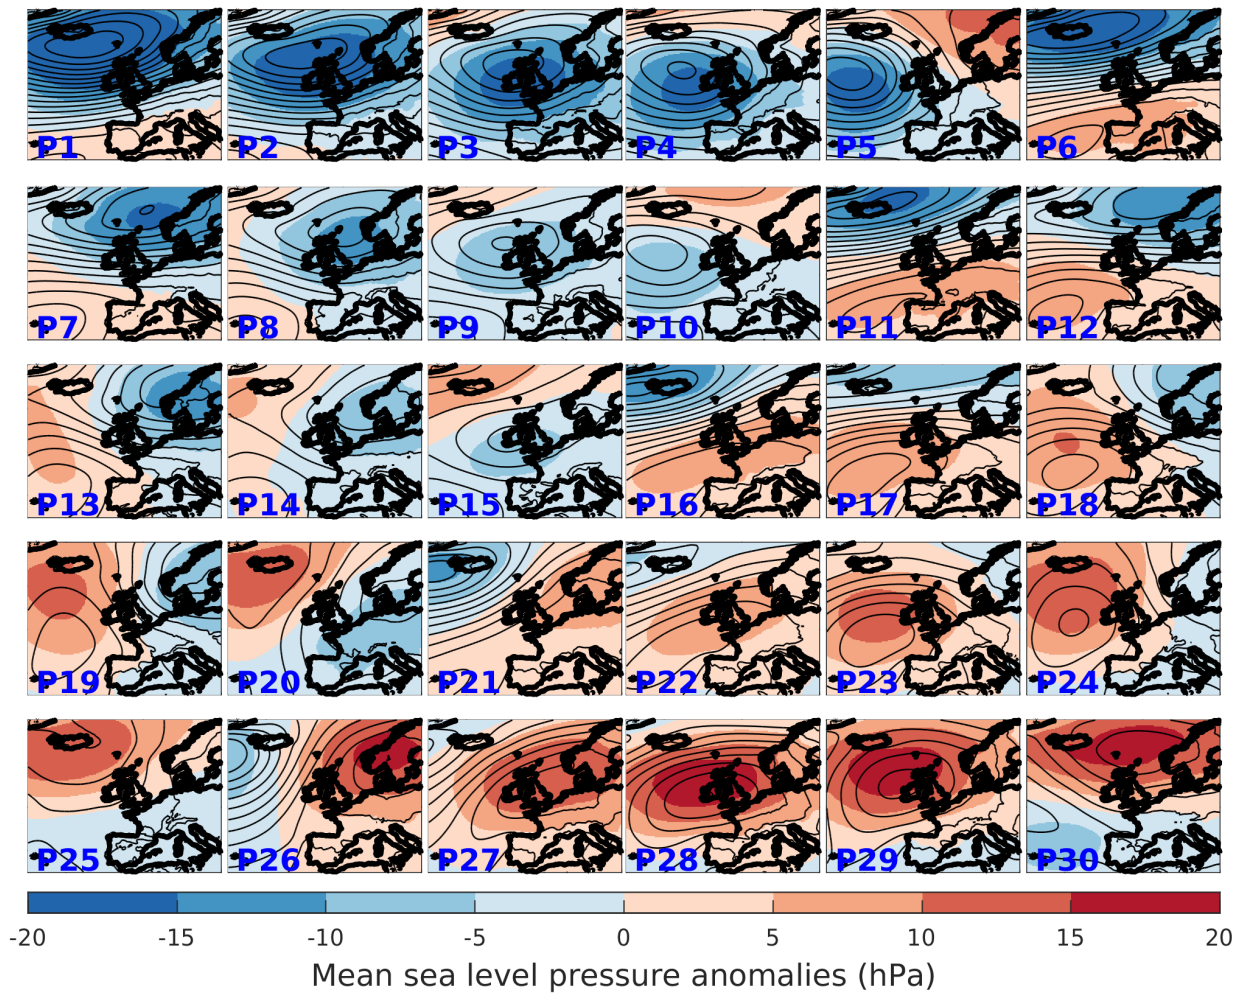 P1 P2 P3 P4 P5 P6
P7 P8 P9 P10 P11 P12
P13 P14 P15 P16 P17 P18
P19 P20 P21 P22 P23 P24
P25 P26 P27 P28 P29 P30
-20 -15 -10 -5 0 5 10 15 20
Mean sea level pressure anomalies (hPa)